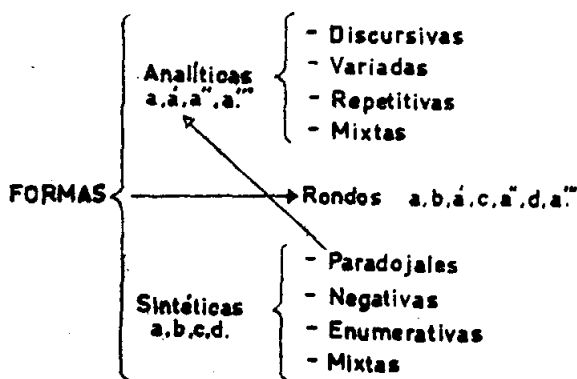 - Discursivas
Analíticas - Variadas
a,á,a",a."' - Repetitivas
- Mixtas
FORMAS Rondos a,b,á,c,a",d,a."'
- Paradojales
Sintéticas - Negativas
a,b,c,d. - Enumerativas
- Mixtas